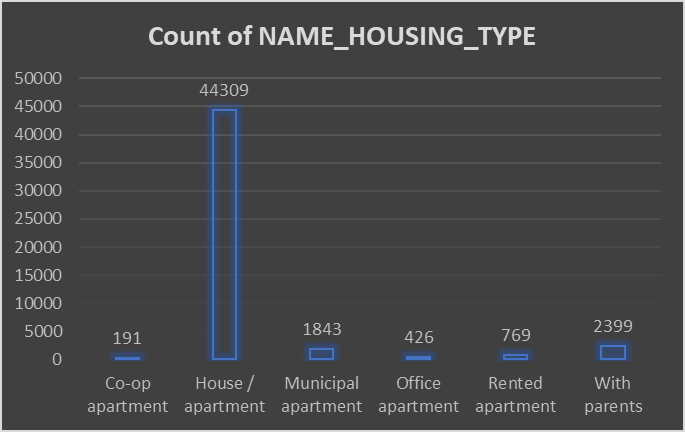 Count of NAME_HOUSING_TYPE
50000
45000
40000
35000
30000
25000
20000
15000
10000
5000
0
191
44309
1843
426
769
2399
Co-op
apartment
House /
apartment
Municipal
apartment
Office
apartment
Rented
apartment
With
parents